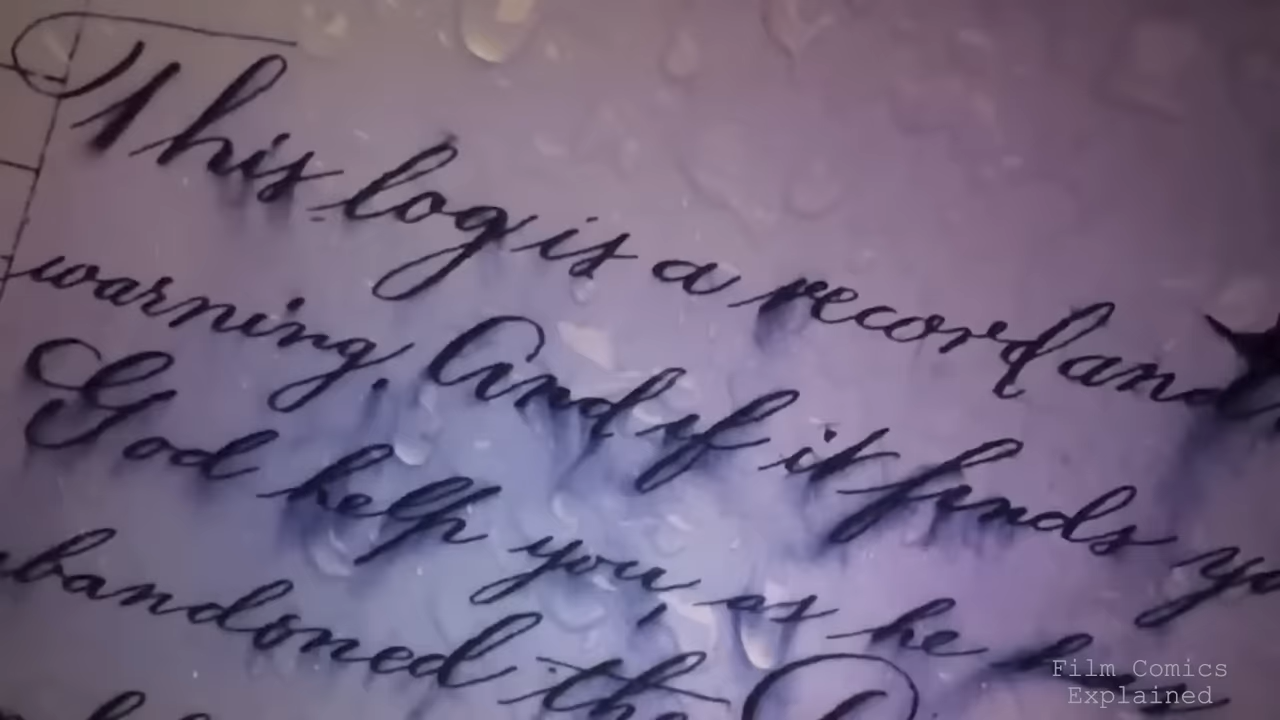 This log is a record and
warning. And if it finds
God help you, as he
abandoned the
Film Comics
Explained